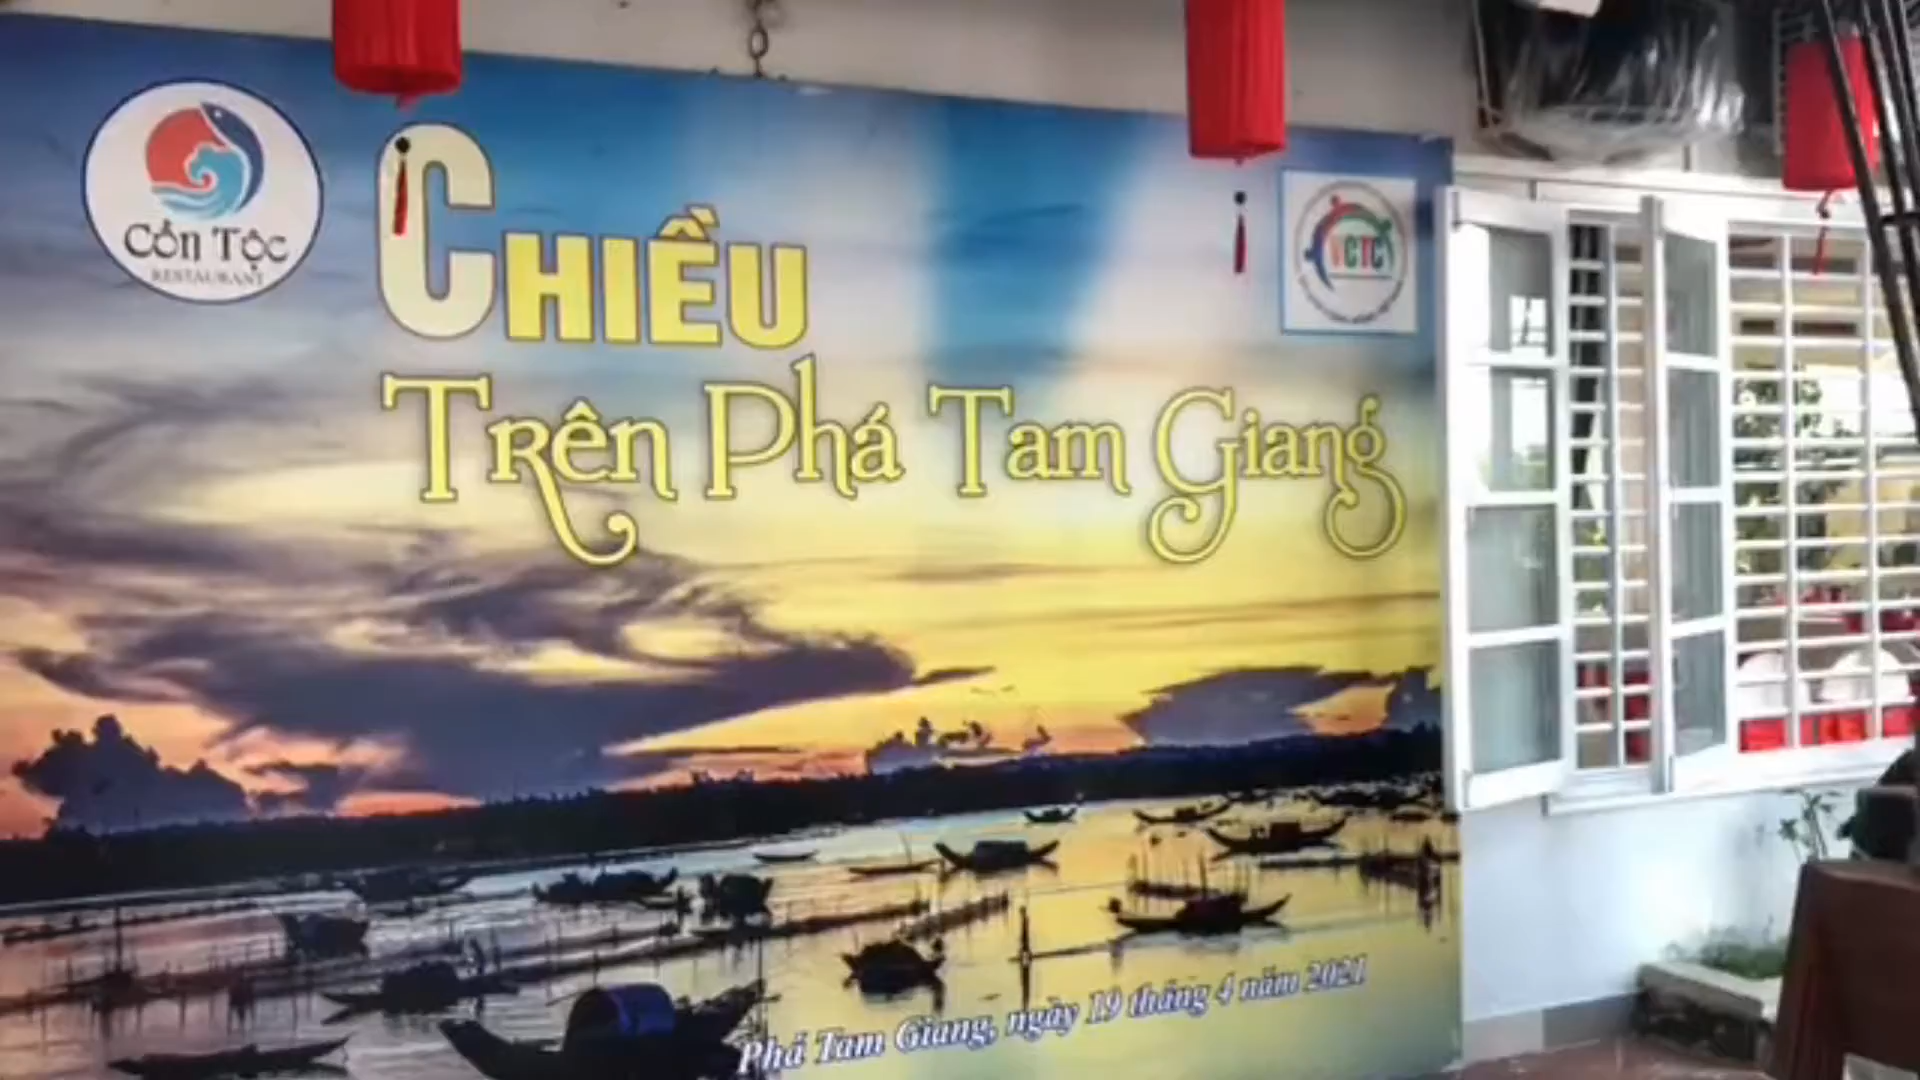 CỒN TỘC
RESTAURANT
CHIỀU
TRÊN PHÁ TAM GIANG
VCTC
Phá Tam Giang, ngày 19 tháng 4 năm 2021